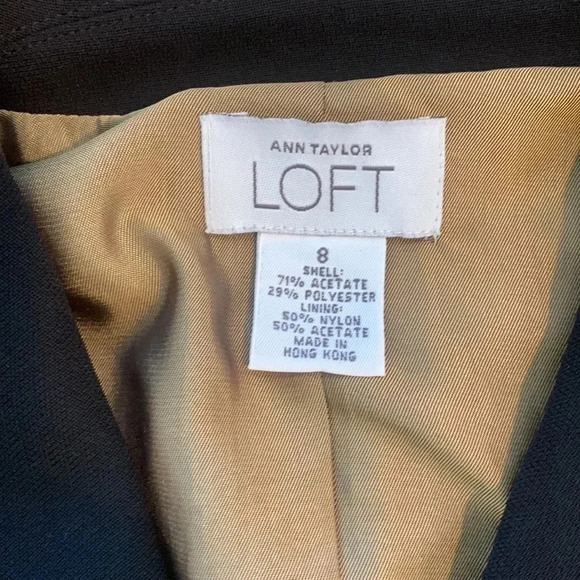 ANN TAYLOR
LOFT
8
SHELL:
71% ACETATE
29% POLYESTER
LINING:
50% NYLON
50% ACETATE
MADE IN
HONG KONG